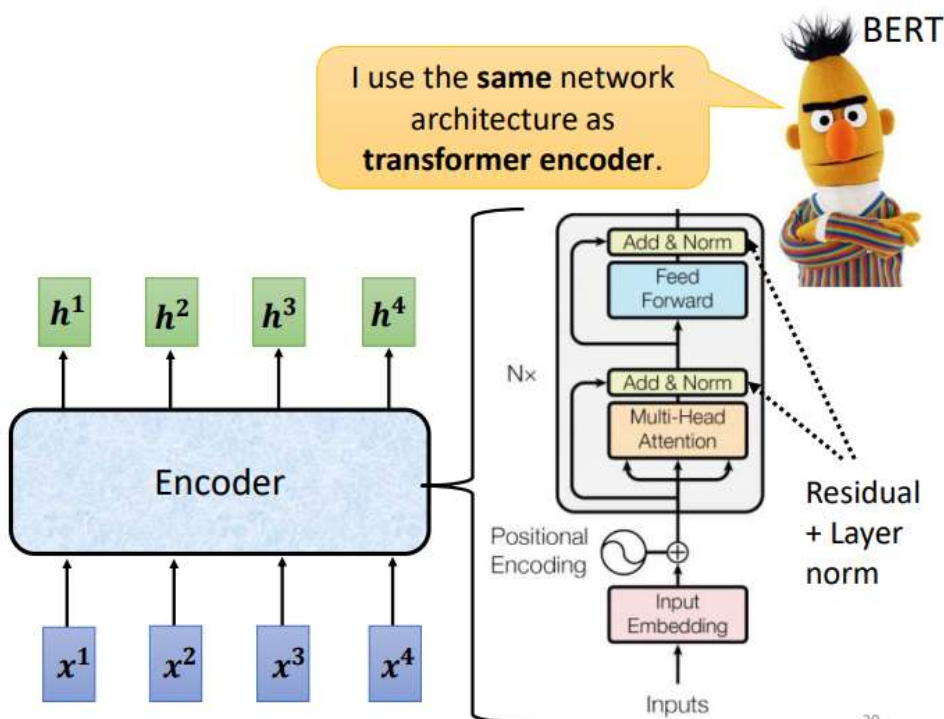 BERT
I use the same network
architecture as
transformer encoder.
h¹ h² h³ h⁴
Encoder
x¹ x² x³ x⁴
Add & Norm
Feed
Forward
N×
Add & Norm
Multi-Head
Attention
Positional
Encoding
Input
Embedding
Inputs
Residual
+ Layer
norm